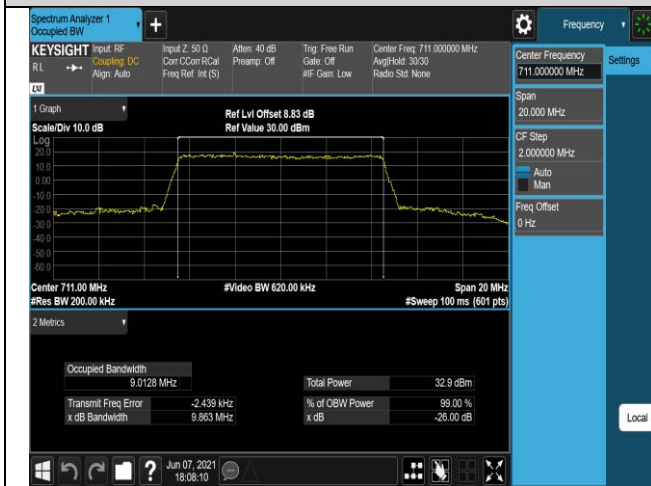 Spectrum Analyzer 1
Occupied BW
Frequency
KEYSIGHT
RL
LXI
Input: RF
Coupling: DC
Align: Auto
Input Z: 50 Ω
Corr CCorr RCal
Freq Ref: Int (S)
Atten: 40 dB
Preamp: Off
Trig: Free Run
Gate: Off
#IF Gain: Low
Center Freq: 711.000000 MHz
Avg|Hold: 30/30
Radio Std: None
Center Frequency
711.000000 MHz
Settings
Span
20.000 MHz
CF Step
2.000000 MHz
Auto
Man
Freq Offset
0 Hz
Local
1 Graph
Scale/Div 10.0 dB
Ref Lvl Offset 8.83 dB
Ref Value 30.00 dBm
Log
20.0
10.0
0.00
-10.0
-20.0
-30.0
-40.0
-50.0
-60.0
Center 711.00 MHz
#Res BW 200.00 kHz
#Video BW 620.00 kHz
Span 20 MHz
#Sweep 100 ms (601 pts)
2 Metrics
Occupied Bandwidth
9.0128 MHz
Total Power 32.9 dBm
Transmit Freq Error -2.439 kHz
% of OBW Power 99.00 %
x dB Bandwidth 9.863 MHz
x dB -26.00 dB
?
Jun 07, 2021
18:08:10